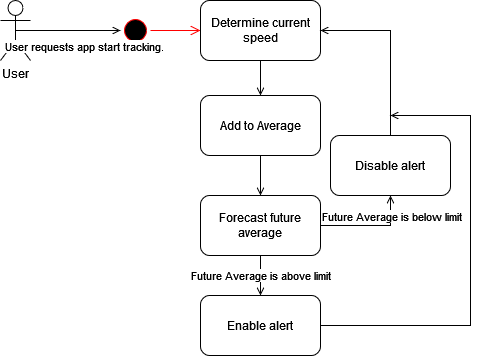 Determine current
speed
User requests app start tracking.
User
Add to Average
Disable alert
Forecast future
average
Future Average is below limit
Future Average is above limit
Enable alert